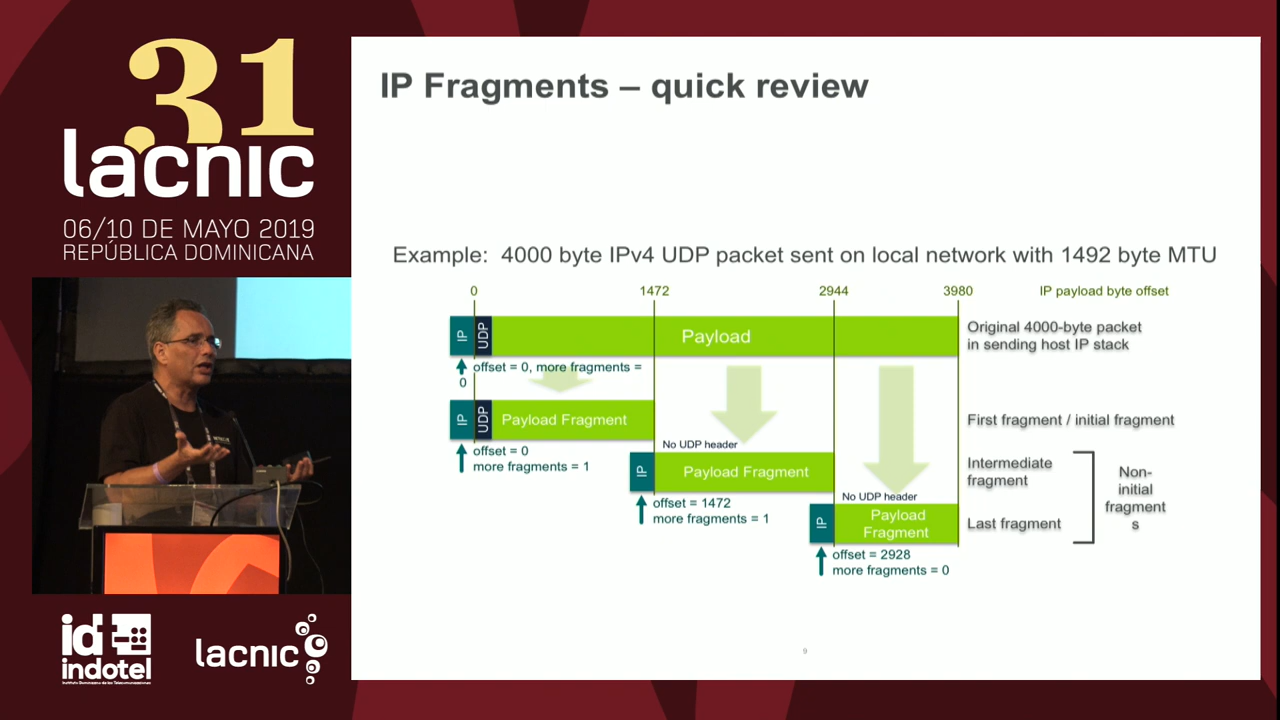 31
lacnic
06/10 DE MAYO 2019
REPÚBLICA DOMINICANA
IP Fragments – quick review
Example: 4000 byte IPv4 UDP packet sent on local network with 1492 byte MTU
0 1472 2944 3980 IP payload byte offset
IP UDP Payload
Original 4000-byte packet
in sending host IP stack
offset = 0, more fragments =
0
IP UDP Payload Fragment
First fragment / initial fragment
offset = 0
more fragments = 1
No UDP header
IP Payload Fragment
Intermediate
fragment
offset = 1472
more fragments = 1
No UDP header
IP Payload
Fragment
Last fragment
Non-
initial
fragment
s
offset = 2928
more fragments = 0
9
id
indotel
lacnic